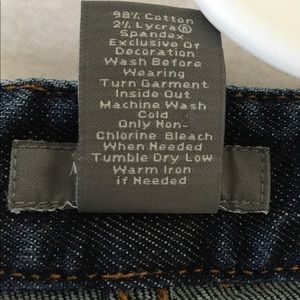 98% Cotton
2% Lycra®
Spandex
Exclusive Of
Decoration
Wash Before
Wearing
Turn Garment
Inside Out
Machine Wash
Cold
Only Non-
Chlorine Bleach
When Needed
Tumble Dry Low
Warm Iron
if Needed